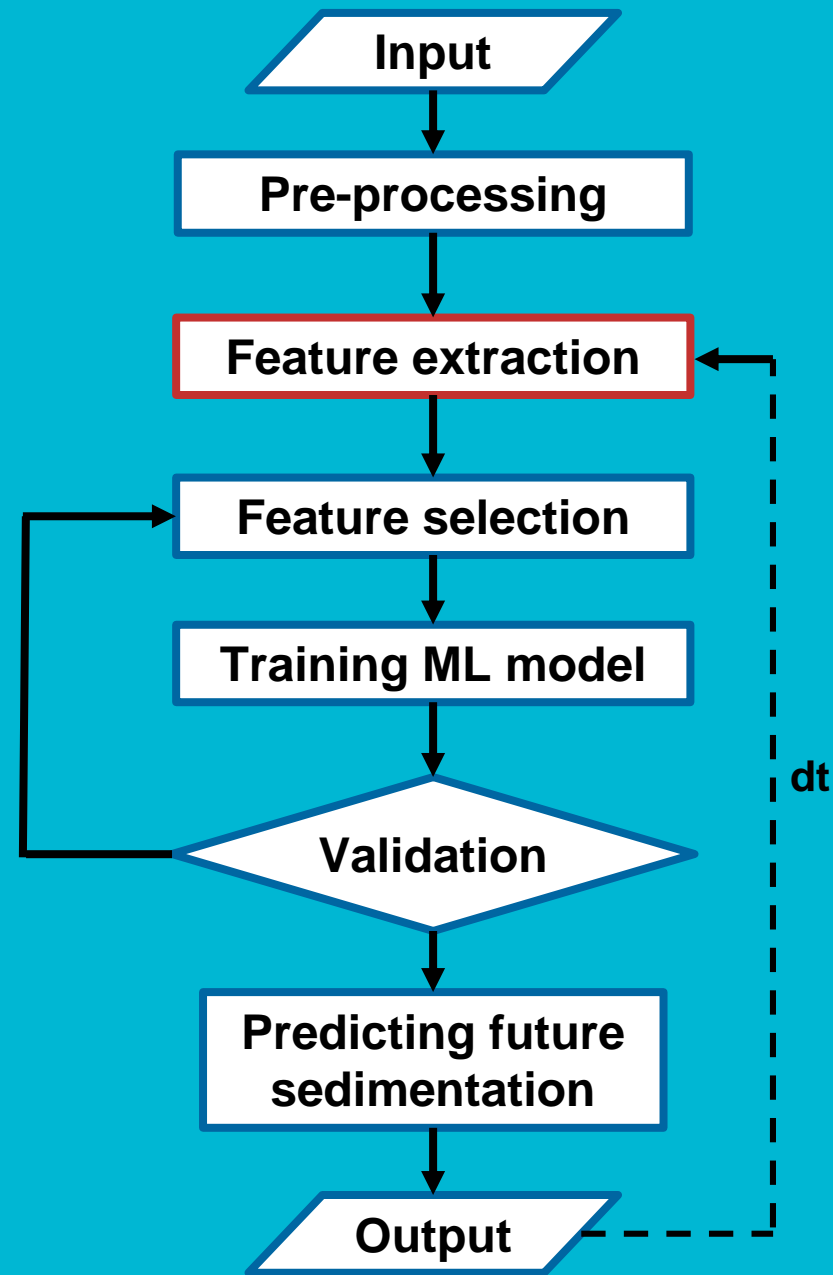 Input
Pre-processing
Feature extraction
Feature selection
Training ML model
dt
Validation
Predicting future
sedimentation
Output